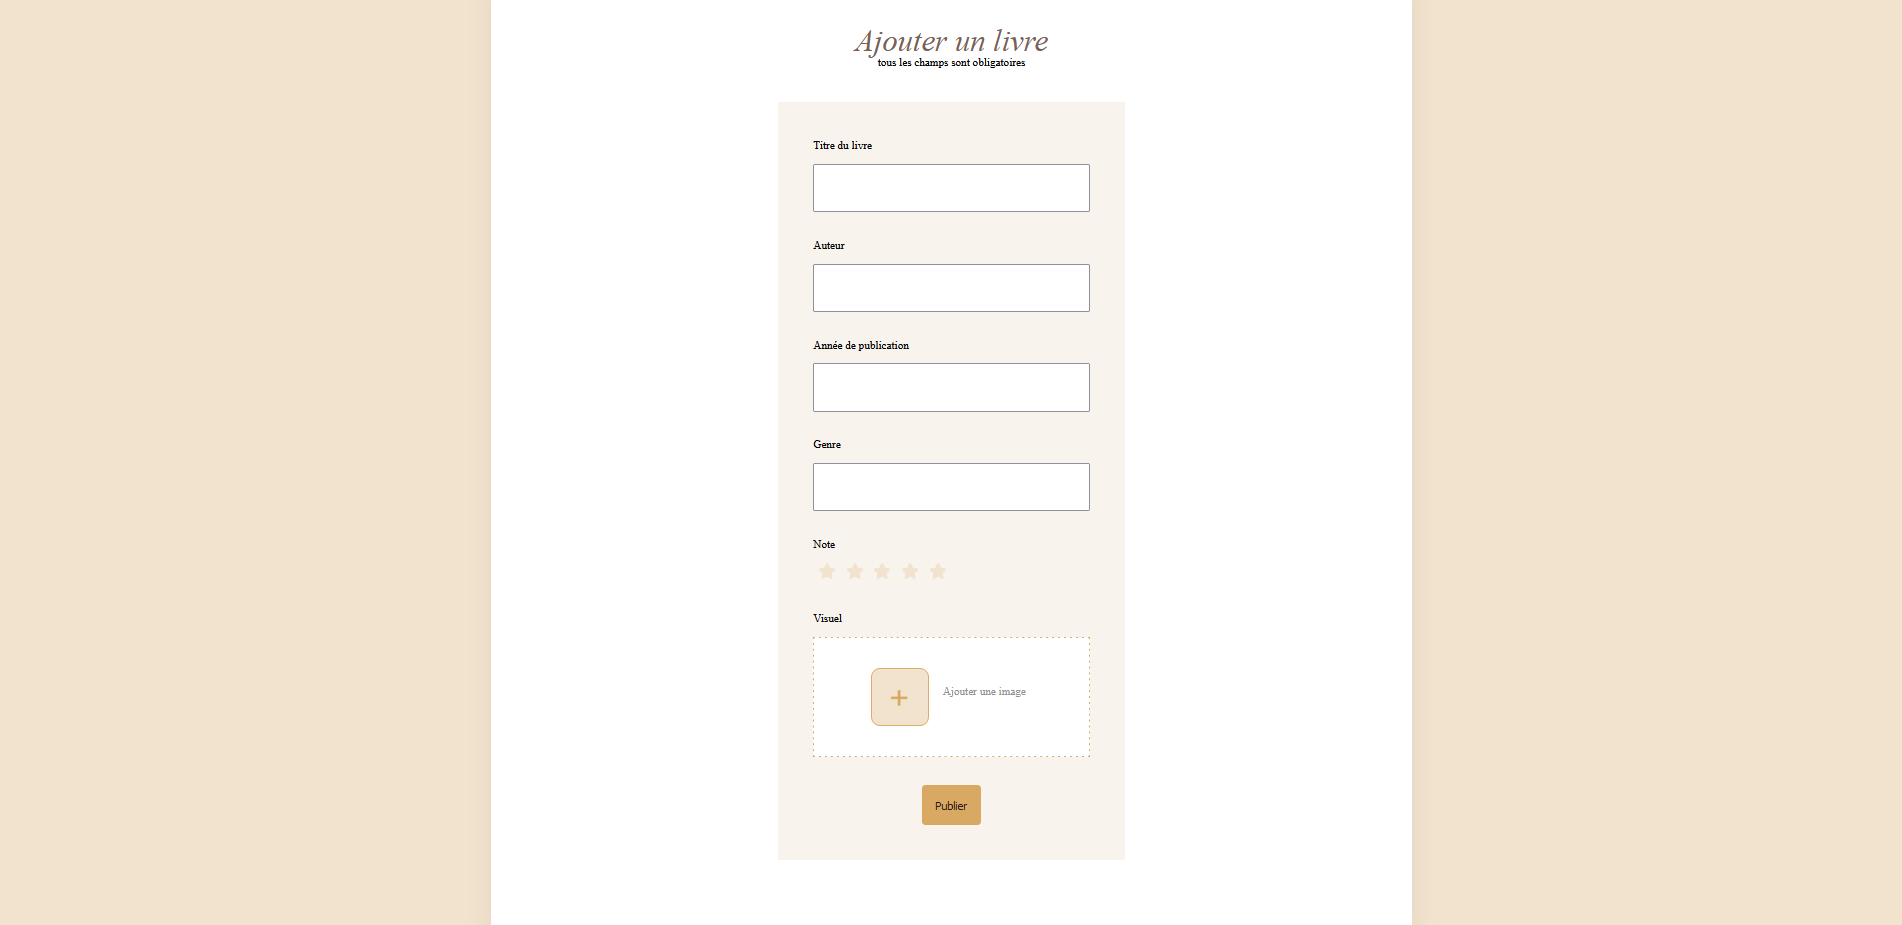 Ajouter un livre
tous les champs sont obligatoires
Titre du livre
Auteur
Année de publication
Genre
Note
Visuel
+
Ajouter une image
Publier